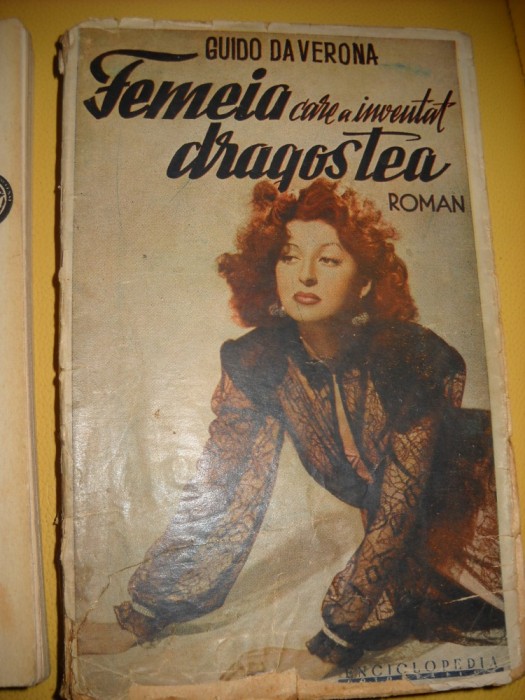 GUIDO DA VERONA
Femeia care a inventat
dragostea
ROMAN
ENCICLOPEDIA